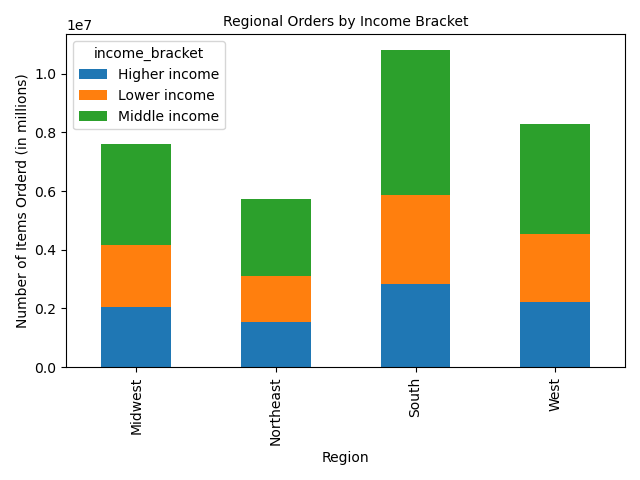 Regional Orders by Income Bracket
1e7
income_bracket
Higher income
Lower income
Middle income
Number of Items Orderd (in millions)
1.0
0.8
0.6
0.4
0.2
0.0
Midwest
Northeast
South
West
Region